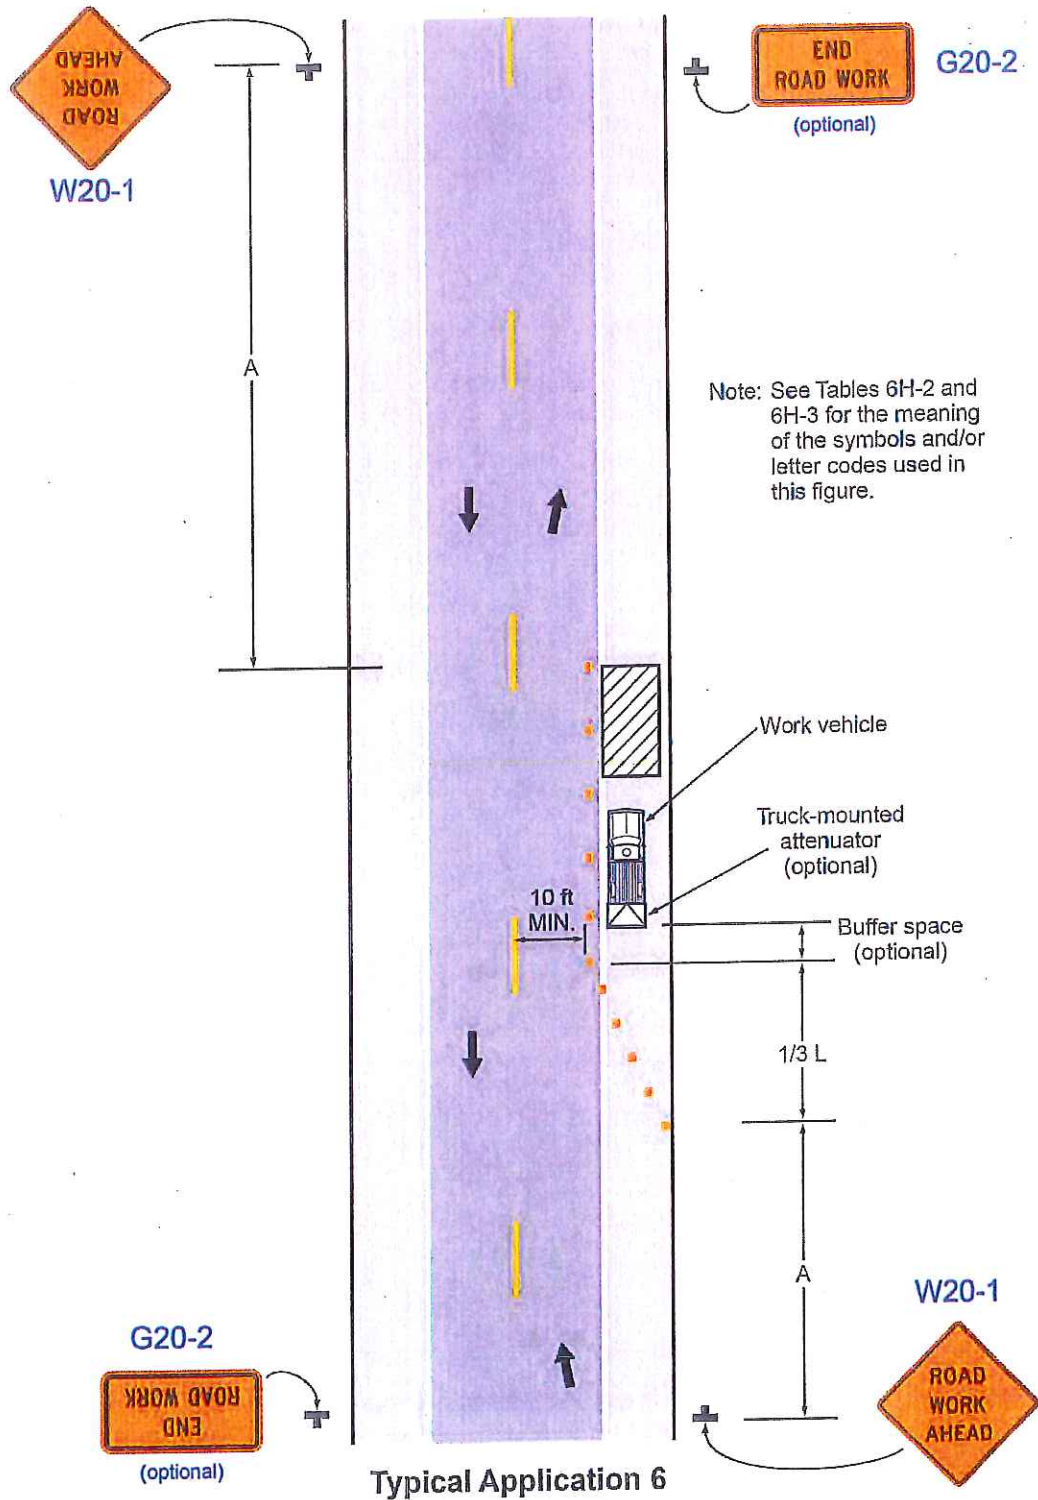 ROAD
WORK
AHEAD
W20-1
END
ROAD WORK
(optional)
G20-2
A
Note: See Tables 6H-2 and
6H-3 for the meaning
of the symbols and/or
letter codes used in
this figure.
Work vehicle
Truck-mounted
attenuator
(optional)
10 ft
MIN.
Buffer space
(optional)
1/3 L
A
W20-1
ROAD
WORK
AHEAD
G20-2
END
ROAD WORK
(optional)
Typical Application 6